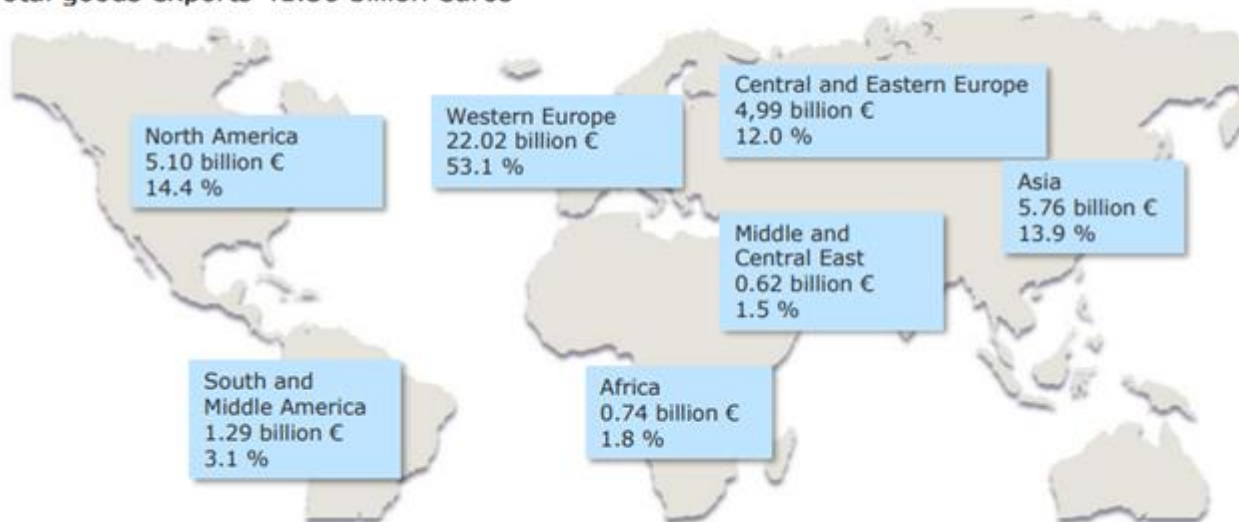 goods exports
North America
5.10 billion €
14.4 %
Western Europe
22.02 billion €
53.1 %
Central and Eastern Europe
4,99 billion €
12.0 %
Asia
5.76 billion €
13.9 %
Middle and
Central East
0.62 billion €
1.5 %
South and
Middle America
1.29 billion €
3.1 %
Africa
0.74 billion €
1.8 %